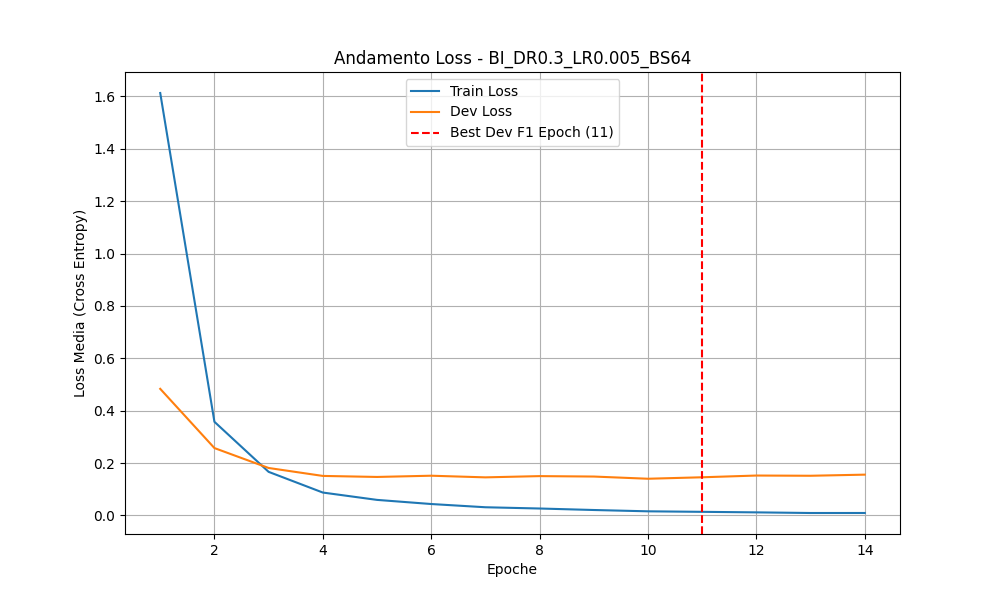 Andamento Loss - BI_DR0.3_LR0.005_BS64
Train Loss
Dev Loss
Best Dev F1 Epoch (11)
Loss Media (Cross Entropy)
1.6
1.4
1.2
1.0
0.8
0.6
0.4
0.2
0.0
2 4 6 8 10 12 14
Epoche